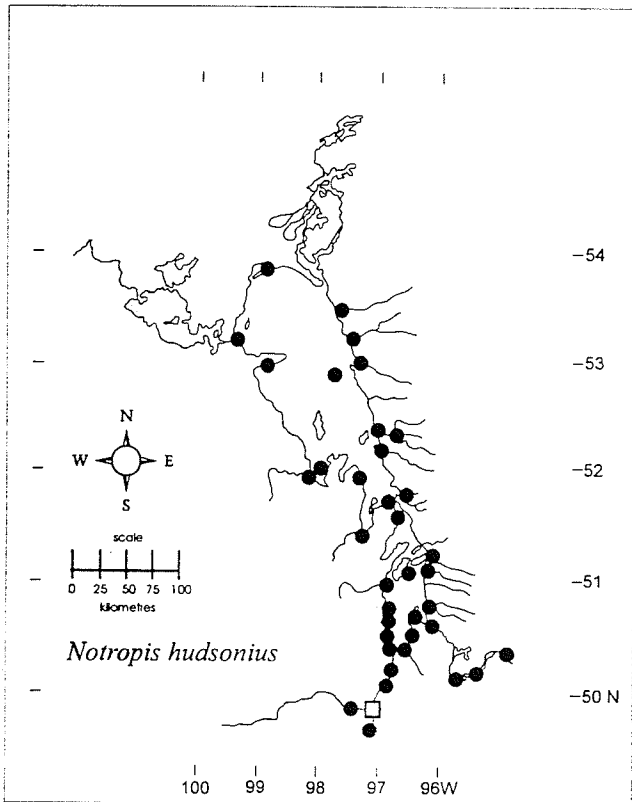 –54
–53
N
W E
S
–52
scale
0 25 50 75 100
kilometres
–51
Notropis hudsonius
–50 N
100 99 98 97 96W